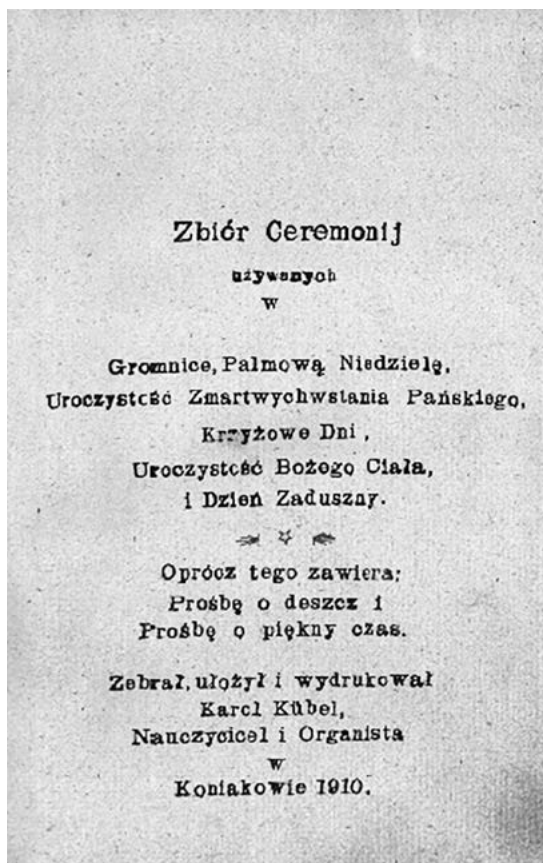 Zbiór Ceremonij
używanych
w
Gromnice, Palmową Niedzielę,
Uroczystość Zmartwychwstania Pańskiego,
Krzyżowe Dni,
Uroczystość Bożego Ciała,
i Dzień Zaduszny.
Oprócz tego zawiera:
Prośbę o deszcz i
Prośbę o piękny czas.
Zebrał, ułożył i wydrukował
Karol Kübel,
Nauczyciel i Organista
w
Koniakowie 1910.